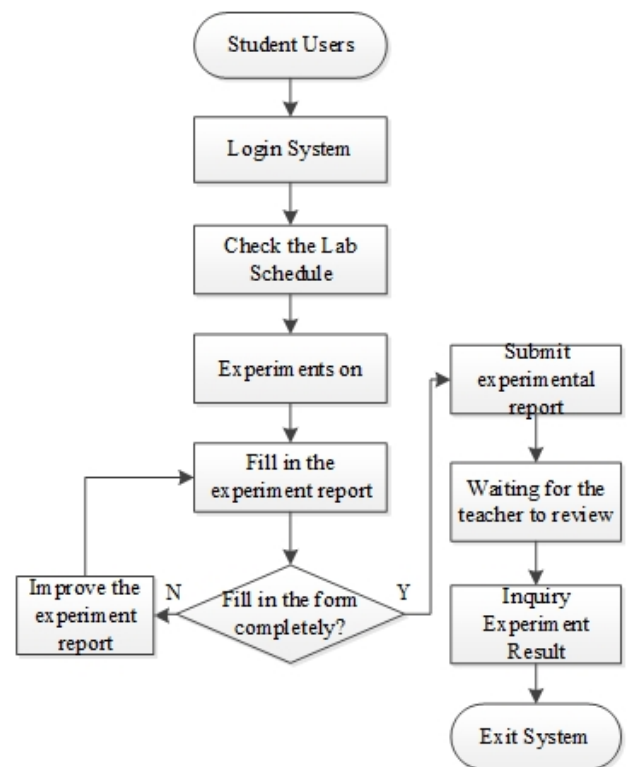 Student Users
Login System
Check the Lab
Schedule
Experiments on
Fill in the
experiment report
Fill in the form
completely?
N
Y
Improve the
experiment
report
Submit
experimental
report
Waiting for the
teacher to review
Inquiry
Experiment
Result
Exit System